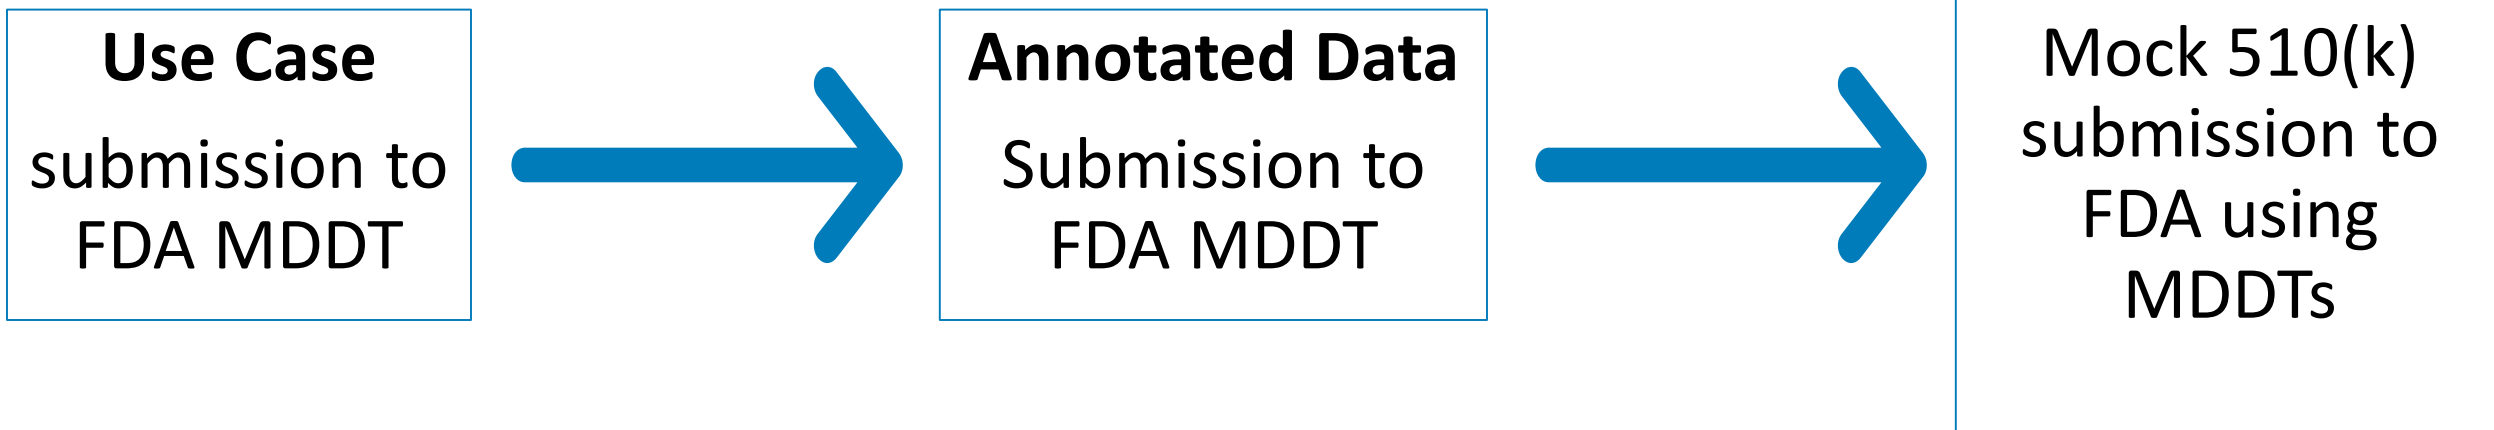 Use Case
submission to
FDA MDDT
Annotated Data
Submission to
FDA MDDT
Mock 510(k)
submission to
FDA using
MDDTs